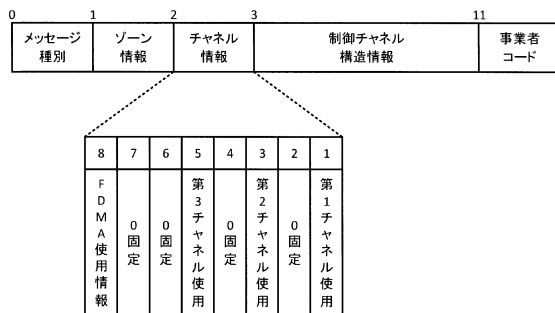 0 1 2 3 11
メッセージ 種別
ゾーン 情報
チャネル 情報
制御チャネル 構造情報
事業者 コード
8 7 6 5 4 3 2 1
FDMA使用情報
0固定
0固定
第3チャネル使用
0固定
第2チャネル使用
0固定
第1チャネル使用